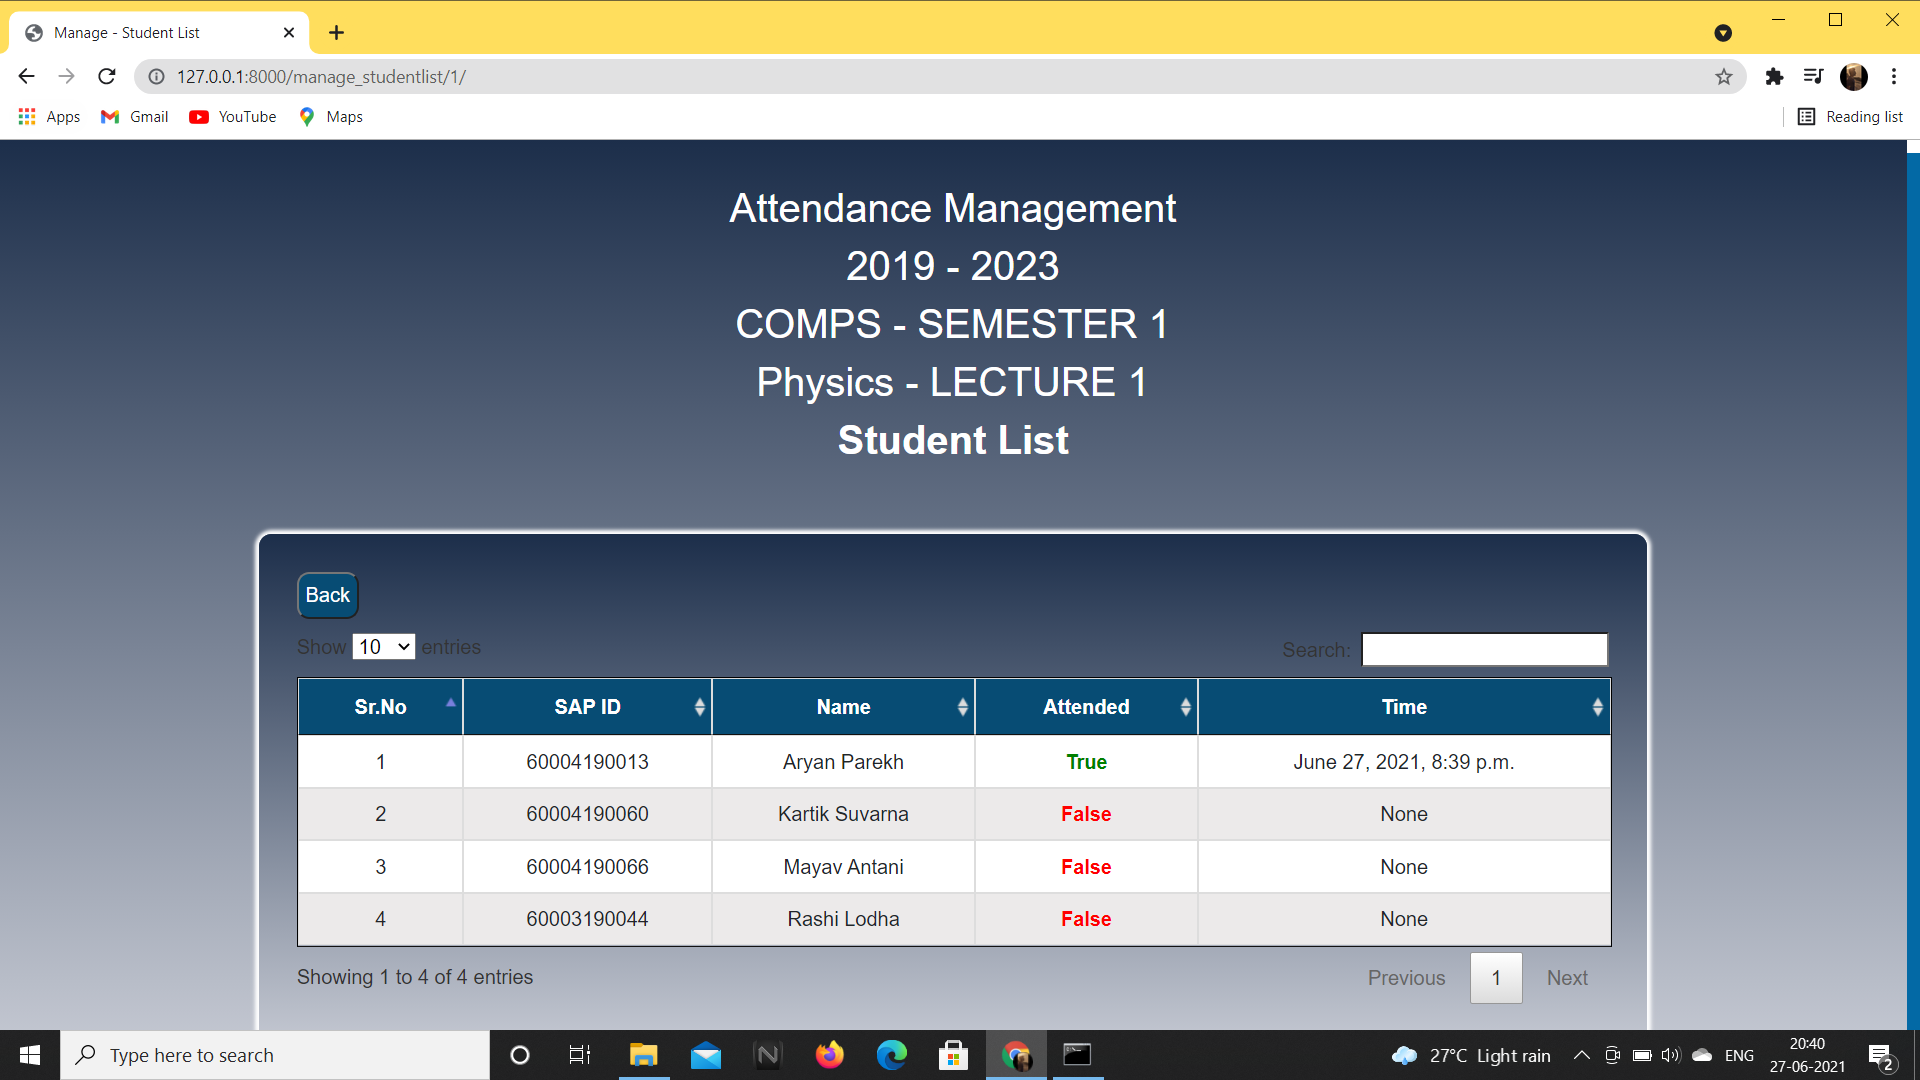 Manage - Student List
127.0.0.1:8000/manage_studentlist/1/
Apps Gmail YouTube Maps Reading list
Attendance Management
2019 - 2023
COMPS - SEMESTER 1
Physics - LECTURE 1
Student List
Back
Show 10 entries Search:
Sr.No SAP ID Name Attended Time
1 60004190013 Aryan Parekh True June 27, 2021, 8:39 p.m.
2 60004190060 Kartik Suvarna False None
3 60004190066 Mayav Antani False None
4 60003190044 Rashi Lodha False None
Showing 1 to 4 of 4 entries Previous 1 Next
Type here to search 27°C Light rain ENG 20:40
27-06-2021 2